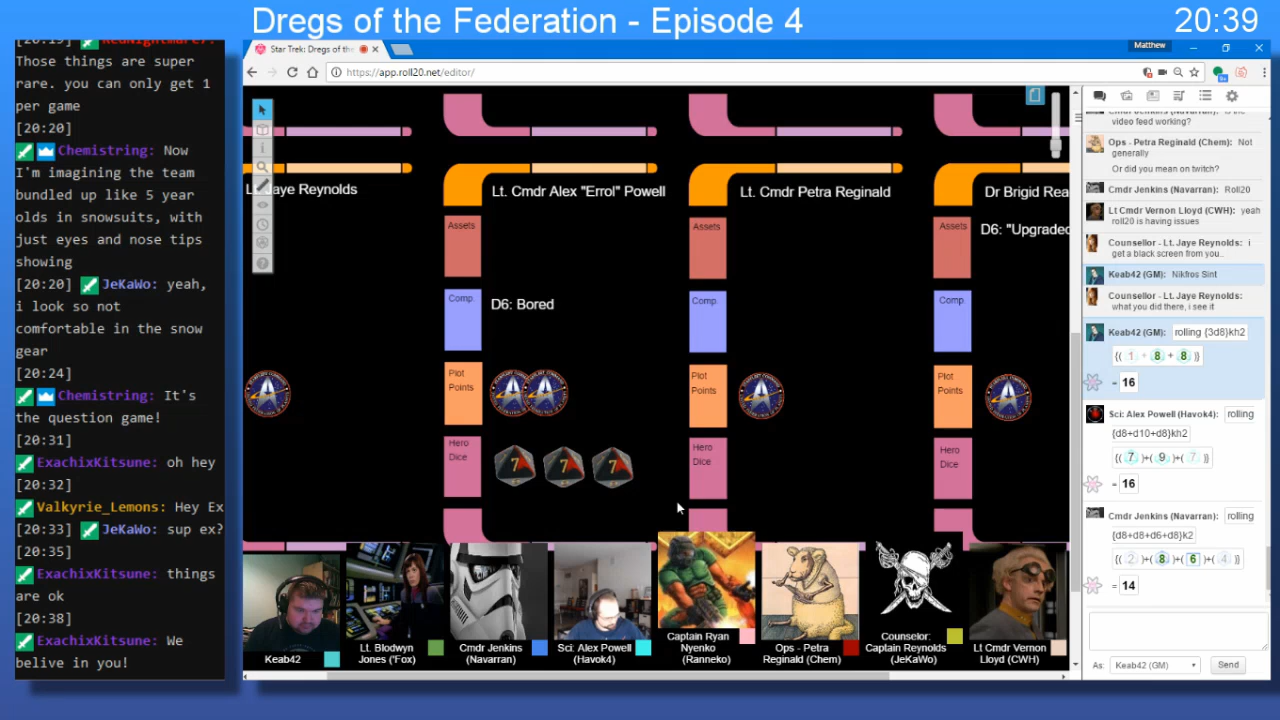 Dregs of the Federation - Episode 4
20:39
Those things are super
rare. you can only get 1
per game
[20:20]
Chemistring: Now
I'm imagining the team
bundled up like 5 year
olds in snowsuits, with
just eyes and nose tips
showing
[20:20] JeKaWo: yeah,
i look so not
comfortable in the snow
gear
[20:24]
Chemistring: It's
the question game!
[20:31]
ExachixKitsune: oh hey
[20:32]
Valkyrie_Lemons: Hey Ex
[20:33] JeKaWo: sup ex?
[20:35]
ExachixKitsune: things
are ok
[20:38]
ExachixKitsune: We
belive in you!
Star Trek: Dregs of the
Matthew
https://app.roll20.net/editor/
Jaye Reynolds
Lt. Cmdr Alex "Errol" Powell
Lt. Cmdr Petra Reginald
Dr Brigid Rea
Assets
Assets
Assets
D6: "Upgraded
Comp.
D6: Bored
Comp.
Comp.
Plot
Points
Plot
Points
Plot
Points
Hero
Dice
7
7
7
Hero
Dice
Hero
Dice
Keab42
Lt. Blodwyn
Jones ('Fox)
Cmdr Jenkins
(Navarran)
Sci: Alex Powell
(Havok4)
Captain Ryan
Nyenko
(Ranneko)
Ops - Petra
Reginald (Chem)
Counselor:
Captain Reynolds
(JeKaWo)
Lt Cmdr Vernon
Lloyd (CWH)
video feed working?
Ops - Petra Reginald (Chem): Not
generally
Or did you mean on twitch?
Cmdr Jenkins (Navarran): Roll20
Lt Cmdr Vernon Lloyd (CWH): yeah
roll20 is having issues
Counsellor - Lt. Jaye Reynolds: i
get a black screen from you..
Keab42 (GM): Nikfros Sint
Counsellor - Lt. Jaye Reynolds:
what you did there, i see it
Keab42 (GM): rolling {3d8}kh2
{( 1 + 8 + 8 )}
= 16
Sci: Alex Powell (Havok4): rolling
{d8+d10+d8}kh2
{( 7 )+( 9 )+( 7 )}
= 16
Cmdr Jenkins (Navarran): rolling
{d8+d8+d6+d8}k2
{( 2 )+( 8 )+( 6 )+( 4 )}
= 14
As: Keab42 (GM)
Send